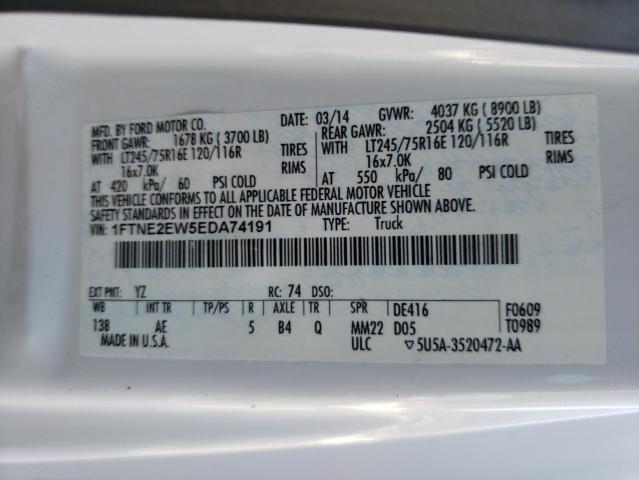 MFD. BY FORD MOTOR CO. DATE: 03/14 GVWR: 4037 KG ( 8900 LB)
FRONT GAWR: 1678 KG ( 3700 LB) REAR GAWR: 2504 KG ( 5520 LB)
WITH LT245/75R16E 120/116R TIRES WITH LT245/75R16E 120/116R TIRES
16x7.0K RIMS 16x7.0K RIMS
AT 420 kPa/ 60 PSI COLD AT 550 kPa/ 80 PSI COLD
THIS VEHICLE CONFORMS TO ALL APPLICABLE FEDERAL MOTOR VEHICLE
SAFETY STANDARDS IN EFFECT ON THE DATE OF MANUFACTURE SHOWN ABOVE.
VIN: 1FTNE2EW5EDA74191 TYPE: Truck
EXT PNT: YZ RC: 74 DSO:
WB INT TR TP/PS R AXLE TR SPR DE416 F0609
138 AE 5 B4 Q MM22 D05 T0989
MADE IN U.S.A. ULC ▽5U5A-3520472-AA